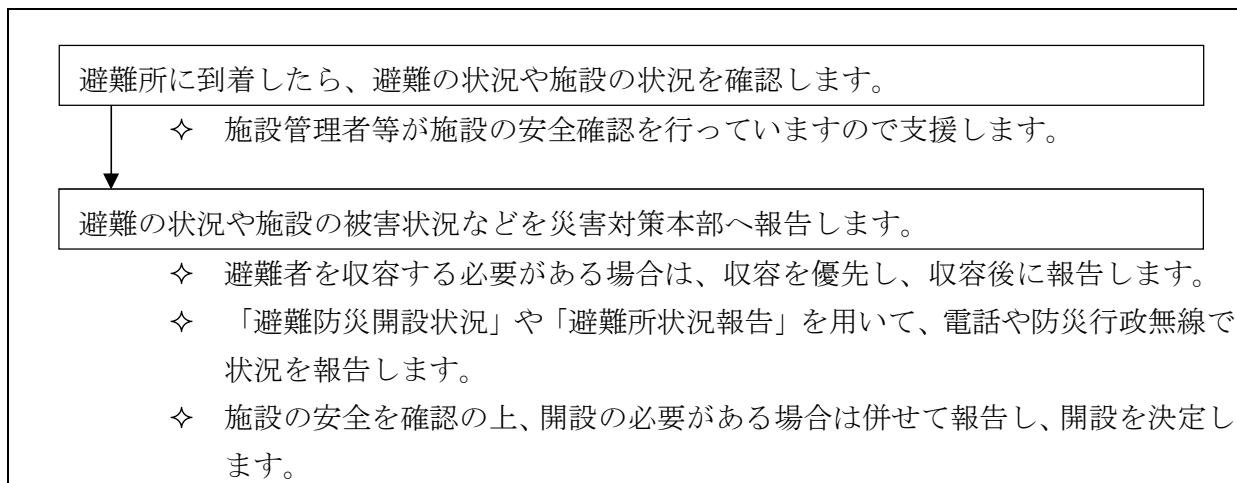 避難所に到着したら、避難の状況や施設の状況を確認します。
✧ 施設管理者等が施設の安全確認を行っていますので支援します。
避難の状況や施設の被害状況などを災害対策本部へ報告します。
✧ 避難者を収容する必要がある場合は、収容を優先し、収容後に報告します。
✧ 「避難防災開設状況」や「避難所状況報告」を用いて、電話や防災行政無線で
状況を報告します。
✧ 施設の安全を確認の上、開設の必要がある場合は併せて報告し、開設を決定し
ます。